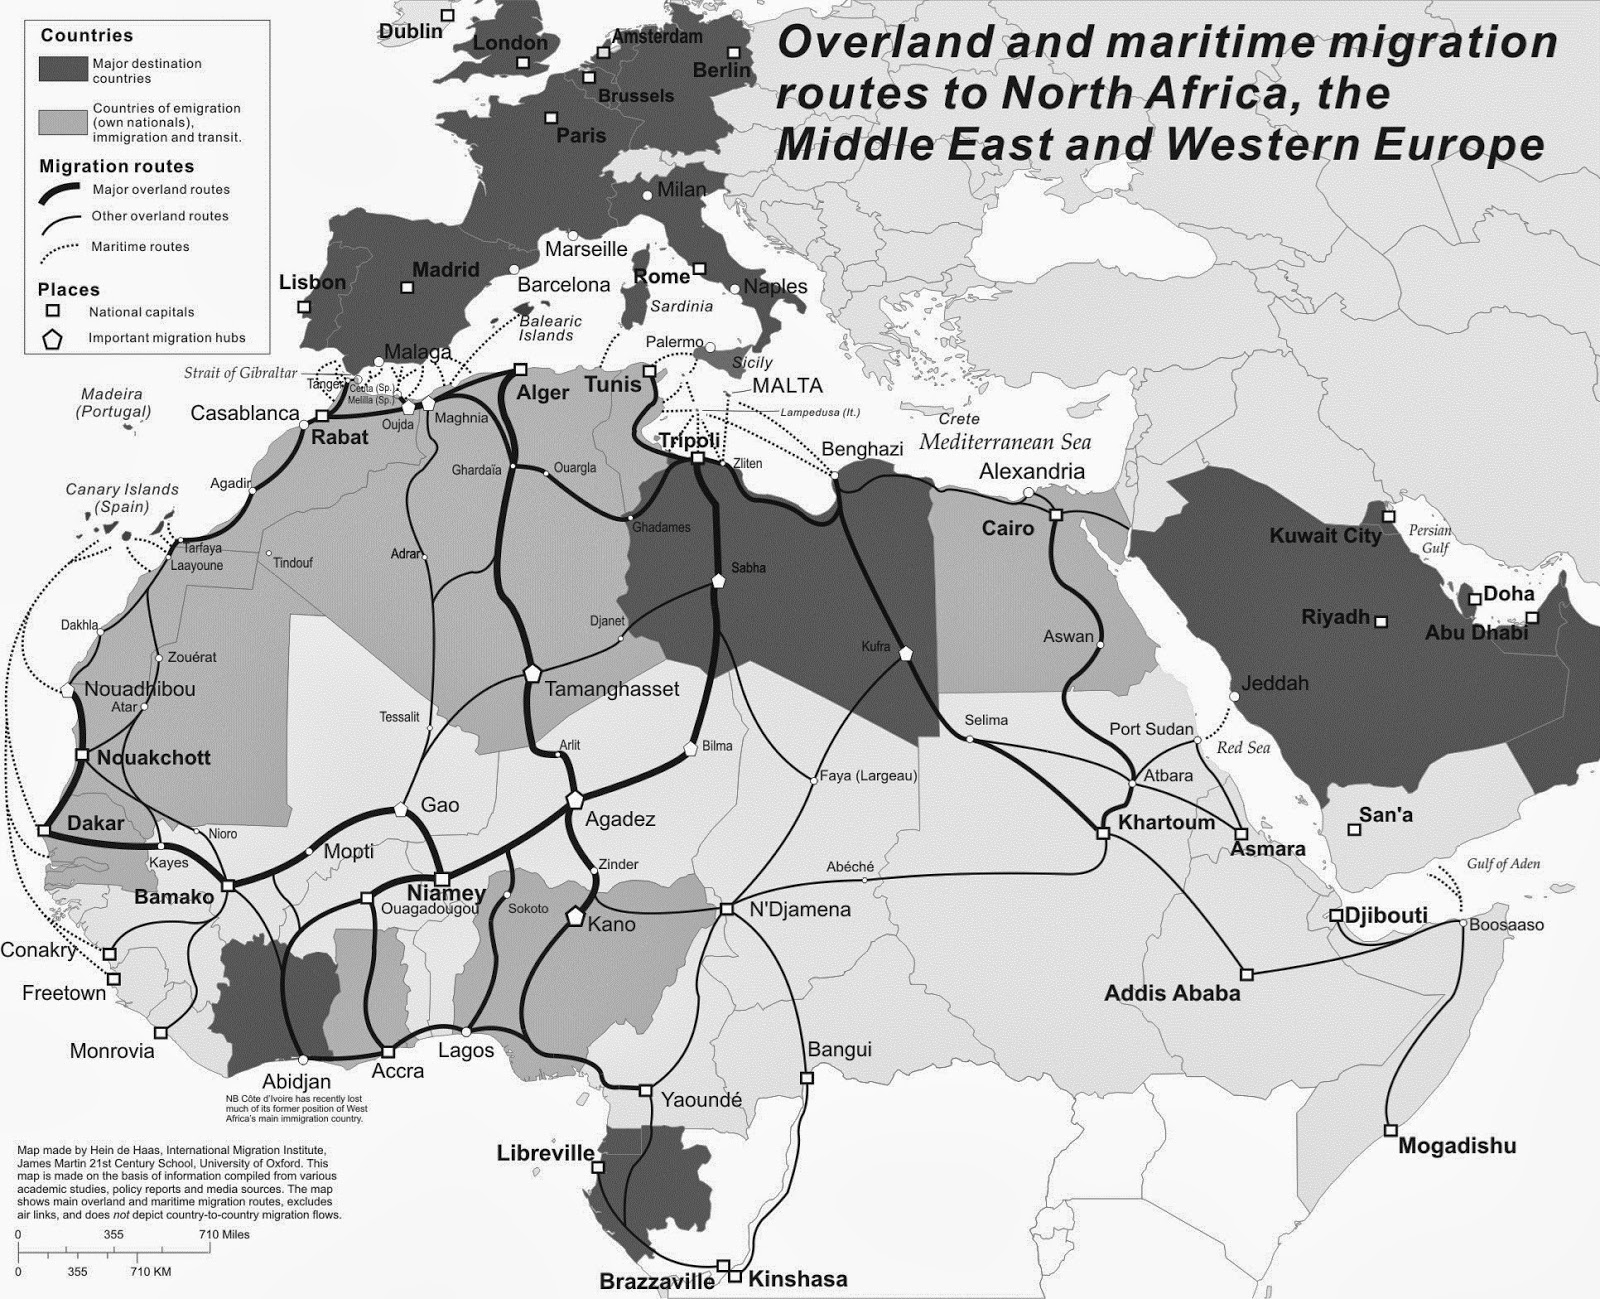 Overland and maritime migration
routes to North Africa, the
Middle East and Western Europe
Countries
Major destination
countries
Countries of emigration
(own nationals),
immigration and transit.
Migration routes
Major overland routes
Other overland routes
Maritime routes
Places
National capitals
Important migration hubs
Dublin
London
Amsterdam
Berlin
Brussels
Paris
Milan
Marseille
Lisbon
Madrid
Barcelona
Rome
Naples
Sardinia
Balearic
Islands
Palermo
Sicily
Malaga
Strait of Gibraltar
Tanger
Ceuta (Sp.)
Melilla (Sp.)
Madeira
(Portugal)
Casablanca
Rabat
Oujda
Maghnia
Alger
Tunis
MALTA
Lampedusa (It.)
Crete
Mediterranean Sea
Tripoli
Zliten
Benghazi
Alexandria
Cairo
Ghardaïa
Ouargla
Ghadames
Agadir
Canary Islands
(Spain)
Tarfaya
Laayoune
Tindouf
Adrar
Sabha
Djanet
Kufra
Aswan
Kuwait City
Persian
Gulf
Doha
Riyadh
Abu Dhabi
Jeddah
Dakhla
Zouérat
Nouadhibou
Atar
Tamanghasset
Tessalit
Selima
Port Sudan
Red Sea
Nouakchott
Arlit
Bilma
Faya (Largeau)
Atbara
Gao
Agadez
Khartoum
San'a
Asmara
Dakar
Nioro
Kayes
Mopti
Bamako
Niamey
Ouagadougou
Sokoto
Zinder
Kano
Abéché
N'Djamena
Gulf of Aden
Djibouti
Boosaaso
Conakry
Freetown
Addis Ababa
Monrovia
Abidjan
NB Côte d'Ivoire has recently lost
much of its former position of West
Africa's main immigration country.
Accra
Lagos
Bangui
Yaoundé
Libreville
Mogadishu
Brazzaville
Kinshasa
Map made by Hein de Haas, International Migration Institute,
James Martin 21st Century School, University of Oxford. This
map is made on the basis of information compiled from various
academic studies, policy reports and media sources. The map
shows main overland and maritime migration routes, excludes
air links, and does not depict country-to-country migration flows.
0 355 710 Miles
0 355 710 KM